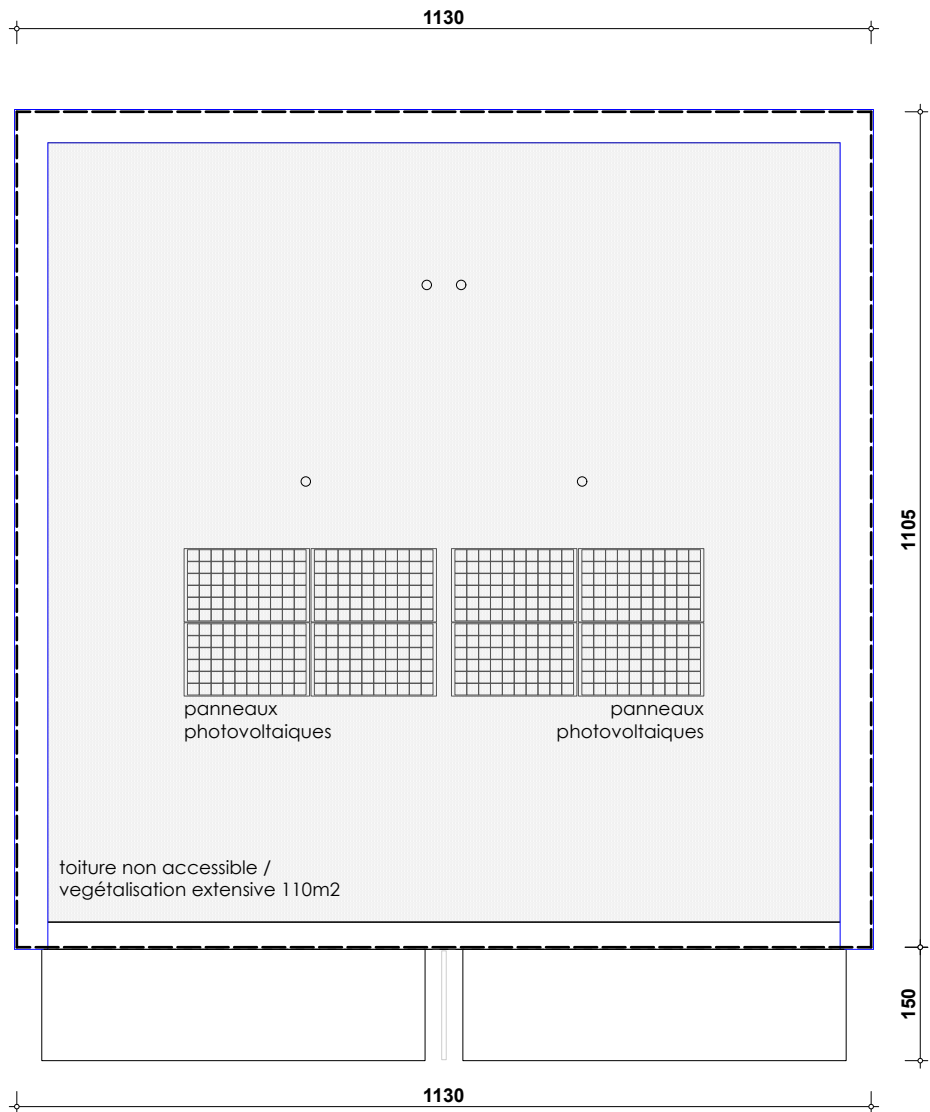 1130
1105
panneaux
photovoltaiques
panneaux
photovoltaiques
toiture non accessible /
vegétalisation extensive 110m2
150
1130